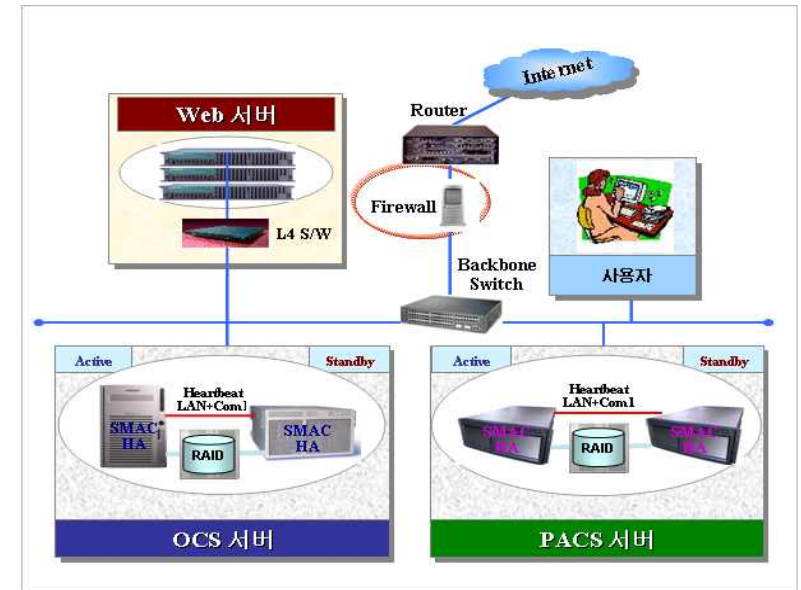 Internet
Web 서버
Router
Firewall
L4 S/W
Backbone
Switch
사용자
Active
Standby
Heartbeat
LAN+Com1
SMAC
HA
RAID
SMAC
HA
OCS 서버
Active
Standby
Heartbeat
LAN+Com1
SMAC
HA
RAID
SMAC
HA
PACS 서버